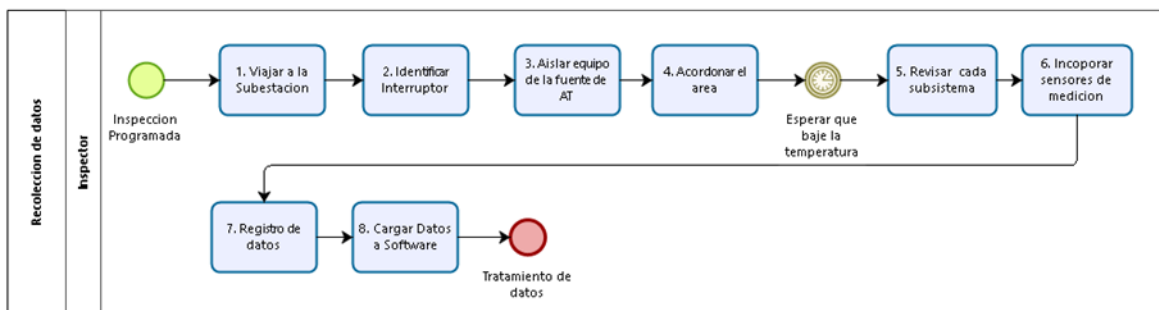 Recoleccion de datos
Inspector
Inspeccion
Programada
1. Viajar a la
Subestacion
2. Identificar
Interruptor
3. Aislar equipo
de la fuente de
AT
4. Acordonar el
area
Esperar que
baje la
temperatura
5. Revisar cada
subsistema
6. Incoporar
sensores de
medicion
7. Registro de
datos
8. Cargar Datos
a Software
Tratamiento de
datos